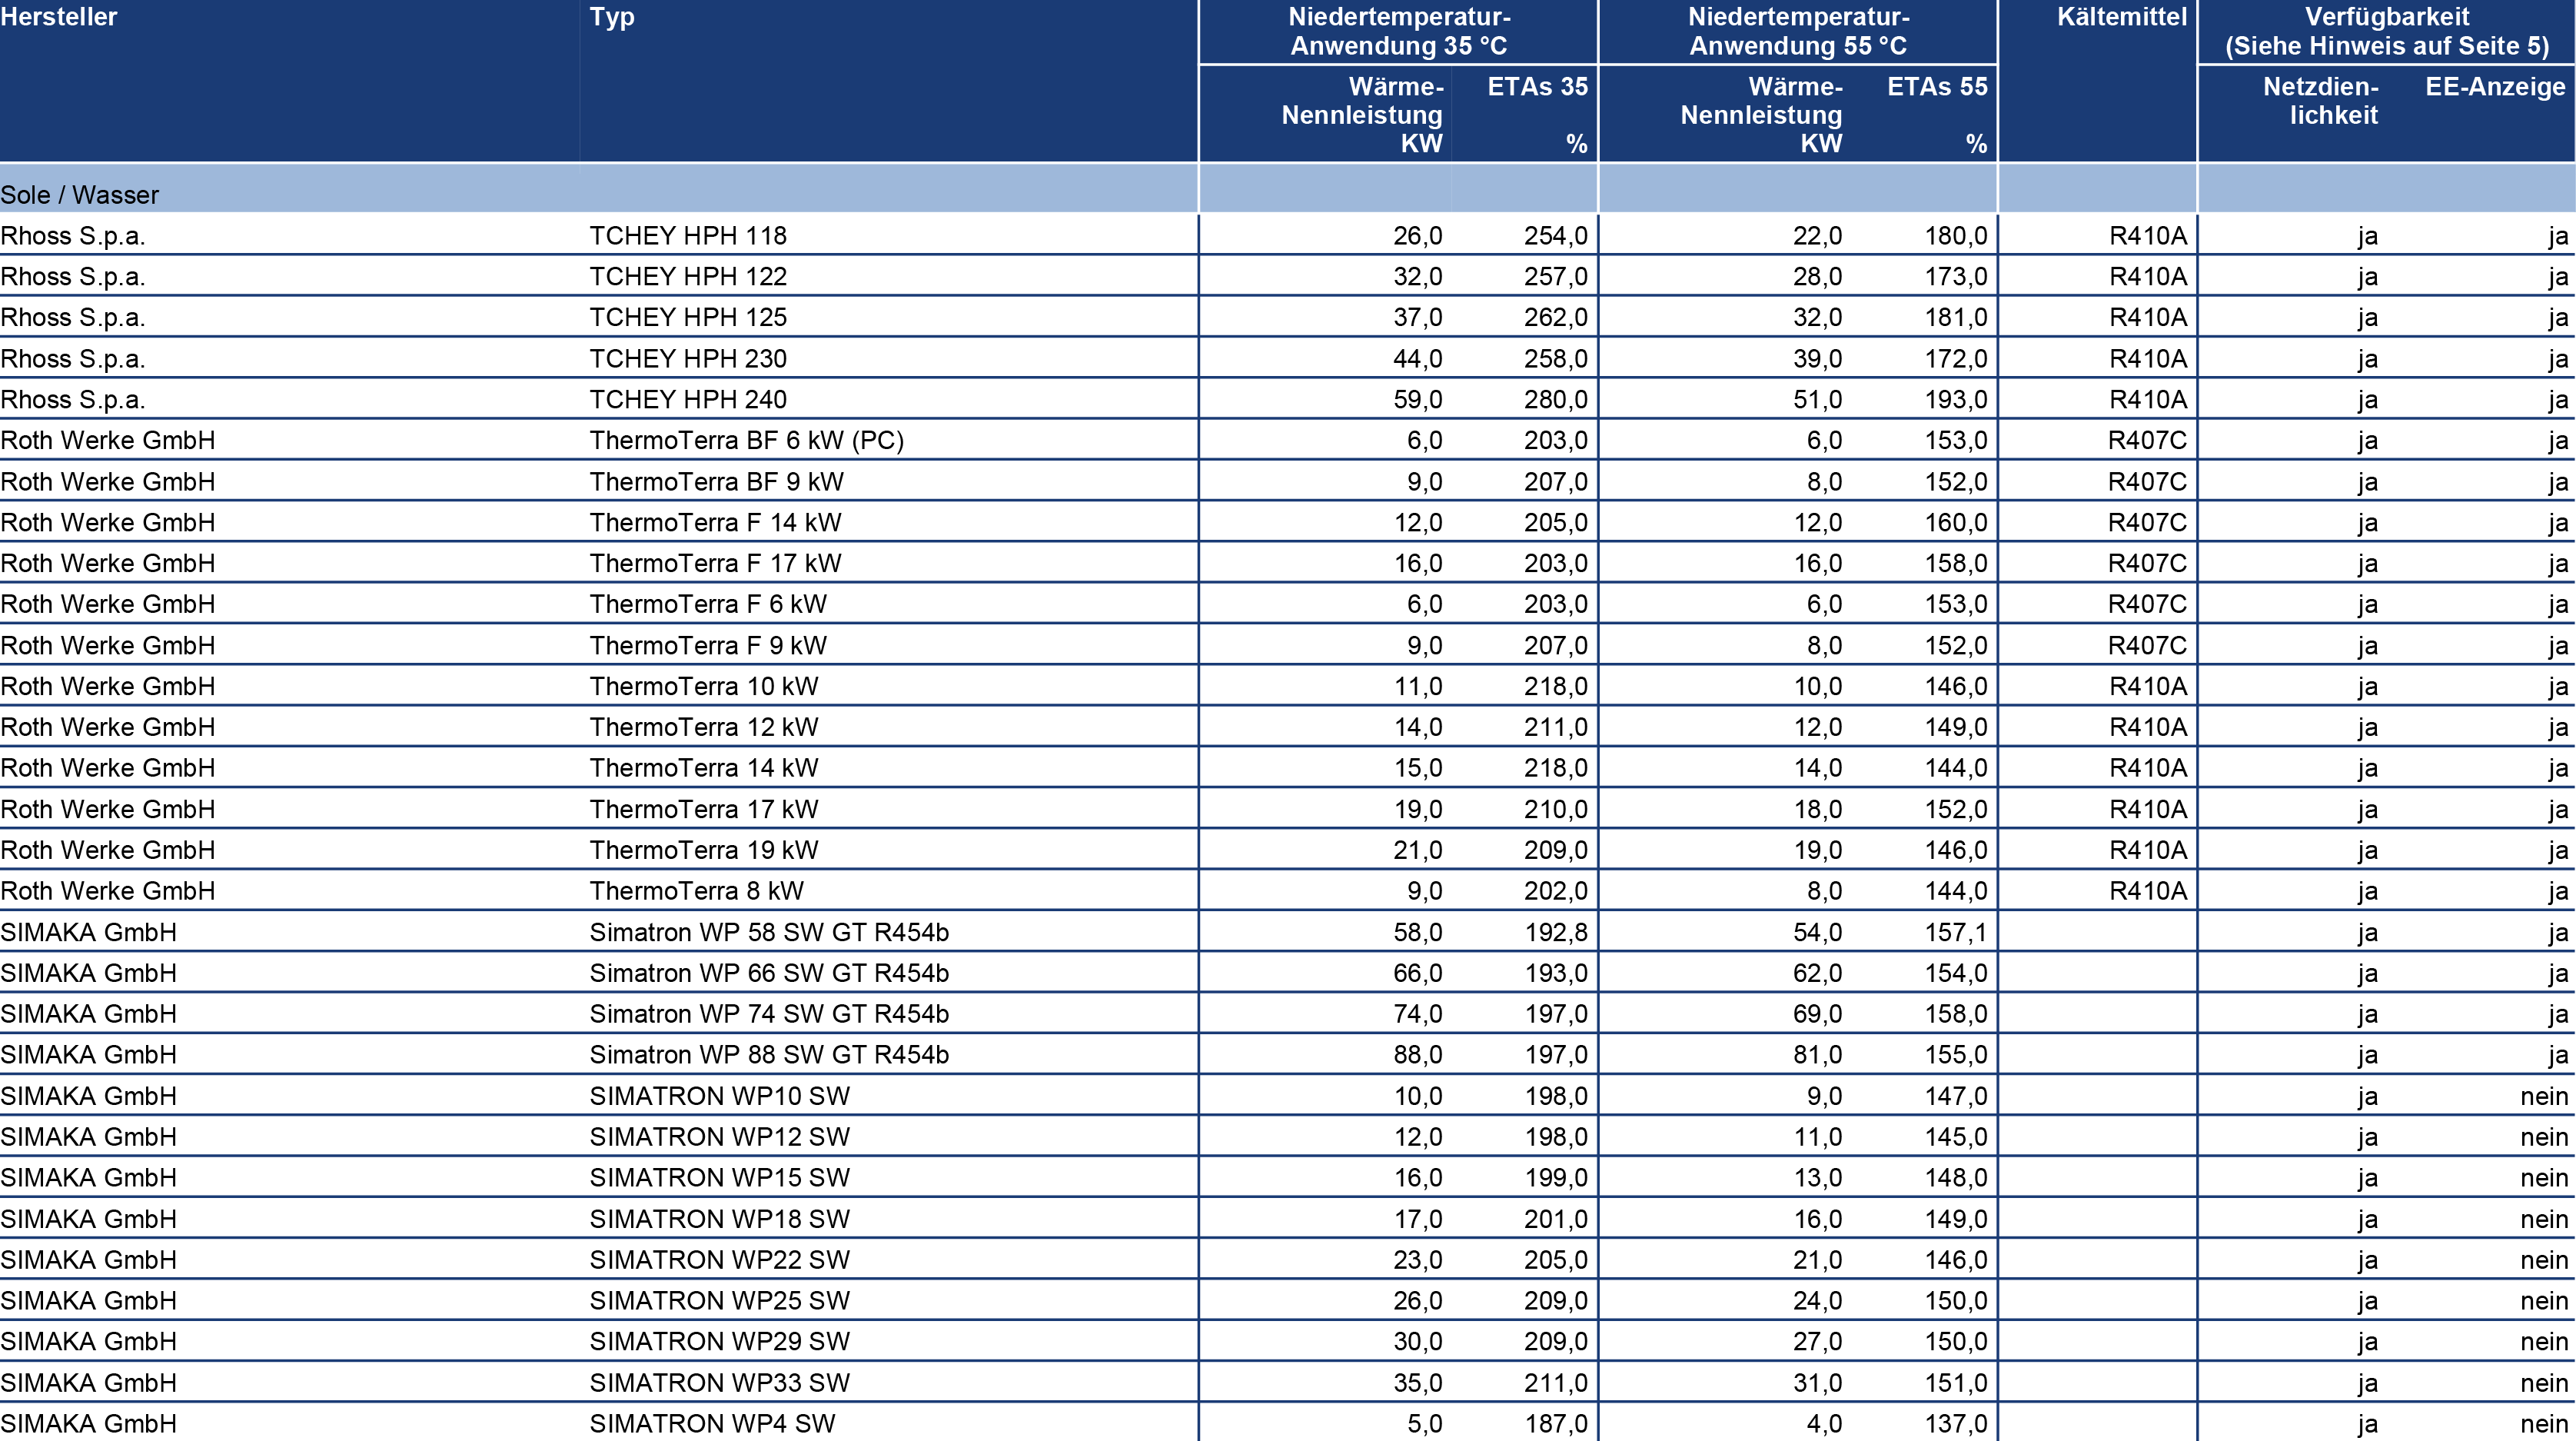 Hersteller Typ Niedertemperatur- Niedertemperatur- Kältemittel Verfügbarkeit
Anwendung 35 °C Anwendung 55 °C (Siehe Hinweis auf Seite 5)
Wärme- ETAs 35 Wärme- ETAs 55 Netzdien- EE-Anzeige
Nennleistung Nennleistung lichkeit
KW % KW %
Sole / Wasser
Rhoss S.p.a. TCHEY HPH 118 26,0 254,0 22,0 180,0 R410A ja ja
Rhoss S.p.a. TCHEY HPH 122 32,0 257,0 28,0 173,0 R410A ja ja
Rhoss S.p.a. TCHEY HPH 125 37,0 262,0 32,0 181,0 R410A ja ja
Rhoss S.p.a. TCHEY HPH 230 44,0 258,0 39,0 172,0 R410A ja ja
Rhoss S.p.a. TCHEY HPH 240 59,0 280,0 51,0 193,0 R410A ja ja
Roth Werke GmbH ThermoTerra BF 6 kW (PC) 6,0 203,0 6,0 153,0 R407C ja ja
Roth Werke GmbH ThermoTerra BF 9 kW 9,0 207,0 8,0 152,0 R407C ja ja
Roth Werke GmbH ThermoTerra F 14 kW 12,0 205,0 12,0 160,0 R407C ja ja
Roth Werke GmbH ThermoTerra F 17 kW 16,0 203,0 16,0 158,0 R407C ja ja
Roth Werke GmbH ThermoTerra F 6 kW 6,0 203,0 6,0 153,0 R407C ja ja
Roth Werke GmbH ThermoTerra F 9 kW 9,0 207,0 8,0 152,0 R407C ja ja
Roth Werke GmbH ThermoTerra 10 kW 11,0 218,0 10,0 146,0 R410A ja ja
Roth Werke GmbH ThermoTerra 12 kW 14,0 211,0 12,0 149,0 R410A ja ja
Roth Werke GmbH ThermoTerra 14 kW 15,0 218,0 14,0 144,0 R410A ja ja
Roth Werke GmbH ThermoTerra 17 kW 19,0 210,0 18,0 152,0 R410A ja ja
Roth Werke GmbH ThermoTerra 19 kW 21,0 209,0 19,0 146,0 R410A ja ja
Roth Werke GmbH ThermoTerra 8 kW 9,0 202,0 8,0 144,0 R410A ja ja
SIMAKA GmbH Simatron WP 58 SW GT R454b 58,0 192,8 54,0 157,1 ja ja
SIMAKA GmbH Simatron WP 66 SW GT R454b 66,0 193,0 62,0 154,0 ja ja
SIMAKA GmbH Simatron WP 74 SW GT R454b 74,0 197,0 69,0 158,0 ja ja
SIMAKA GmbH Simatron WP 88 SW GT R454b 88,0 197,0 81,0 155,0 ja ja
SIMAKA GmbH SIMATRON WP10 SW 10,0 198,0 9,0 147,0 ja nein
SIMAKA GmbH SIMATRON WP12 SW 12,0 198,0 11,0 145,0 ja nein
SIMAKA GmbH SIMATRON WP15 SW 16,0 199,0 13,0 148,0 ja nein
SIMAKA GmbH SIMATRON WP18 SW 17,0 201,0 16,0 149,0 ja nein
SIMAKA GmbH SIMATRON WP22 SW 23,0 205,0 21,0 146,0 ja nein
SIMAKA GmbH SIMATRON WP25 SW 26,0 209,0 24,0 150,0 ja nein
SIMAKA GmbH SIMATRON WP29 SW 30,0 209,0 27,0 150,0 ja nein
SIMAKA GmbH SIMATRON WP33 SW 35,0 211,0 31,0 151,0 ja nein
SIMAKA GmbH SIMATRON WP4 SW 5,0 187,0 4,0 137,0 ja nein